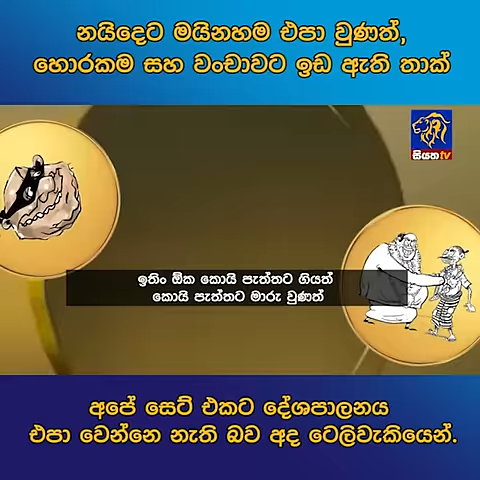 නයිදෙට මයිනහම එපා වුණත්,
හොරකම සහ වංචාවට ඉඩ ඇති තාක්
සියත tv
ඉතිං ඕක කොයි පැත්තට ගියත්
කොයි පැත්තට මාරු වුණත්
අපේ සෙට් එකට දේශපාලනය
එපා වෙන්නෙ නැති බව අද ටෙලිවැකියෙන්.